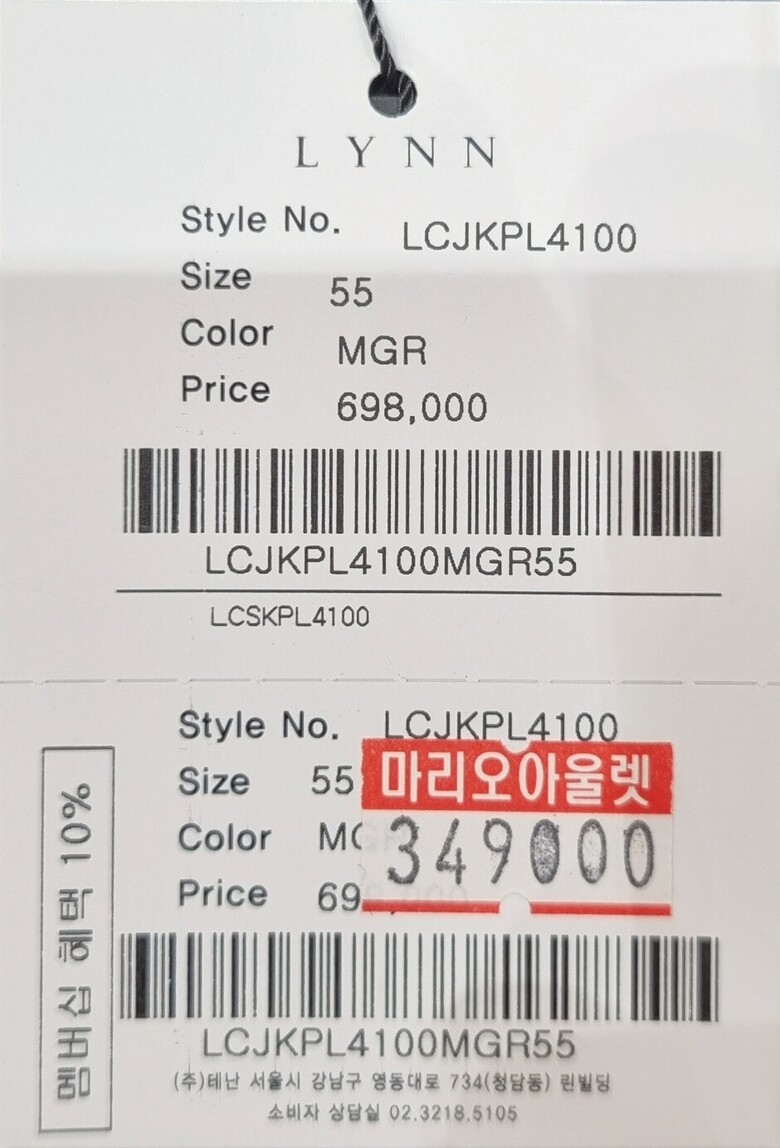 LYNN
Style No. LCJKPL4100
Size 55
Color MGR
Price 698,000
LCJKPL4100MGR55
LCSKPL4100
Style No. LCJKPL4100
Size 55
마리오아울렛
Color MGR
349000
Price 698,000
멤버십 혜택 10%
LCJKPL4100MGR55
(주)테난 서울시 강남구 영동대로 734(청담동) 린빌딩
소비자 상담실 02.3218.5105